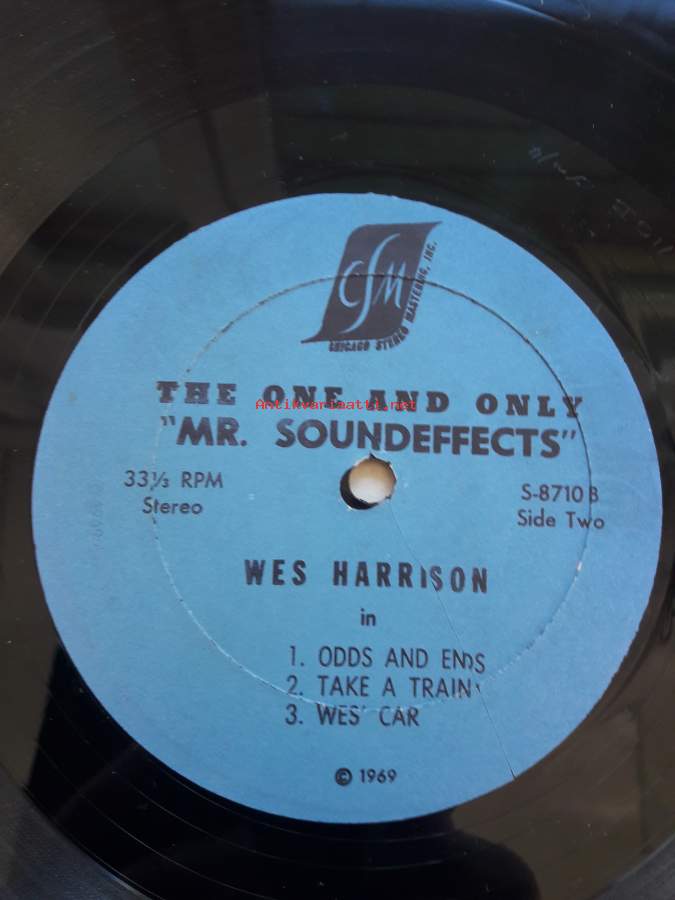 CSM
CHICAGO STEREO MASTERING, INC.
THE ONE AND ONLY
Antikvariaatti.net
"MR. SOUNDEFFECTS"
33⅓ RPM
Stereo
S-8710 B
Side Two
WES HARRISON
in
1. ODDS AND ENDS
2. TAKE A TRAIN
3. WES' CAR
© 1969